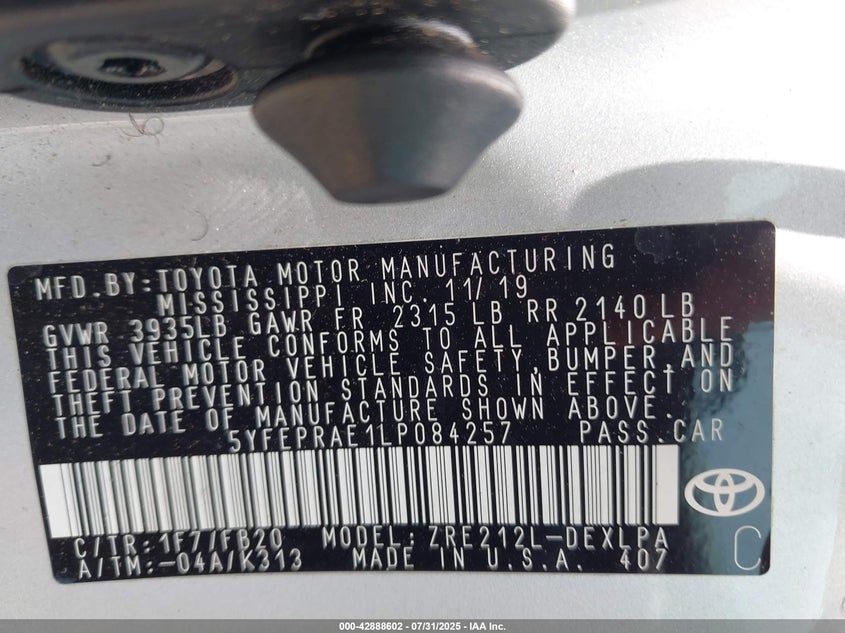 MFD.BY:TOYOTA MOTOR MANUFACTURING
MISSISSIPPI INC. 11/19
GVWR 3935LB GAWR FR 2315LB RR 2140LB
THIS VEHICLE CONFORMS TO ALL APPLICABLE
FEDERAL MOTOR VEHICLE SAFETY,BUMPER,AND
THEFT PREVENTION STANDARDS IN EFFECT ON
THE DATE OF MANUFACTURE SHOWN ABOVE.
5YFEPRAE1LP084257 PASS.CAR
C/TR:1F7/FB20 MODEL:ZRE212L-DEXLPA
A/TM:-04A/K313 MADE IN U.S.A. 407
C
000-42888602 - 07/31/2025 - IAA Inc.